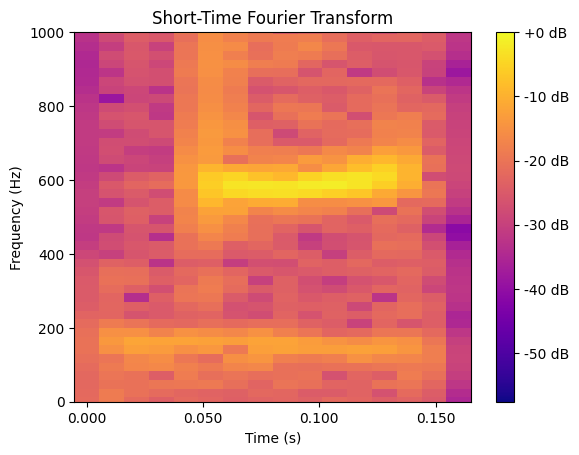 Short-Time Fourier Transform
1000
800
600
400
200
0
Frequency (Hz)
0.000
0.050
0.100
0.150
Time (s)
+0 dB
-10 dB
-20 dB
-30 dB
-40 dB
-50 dB